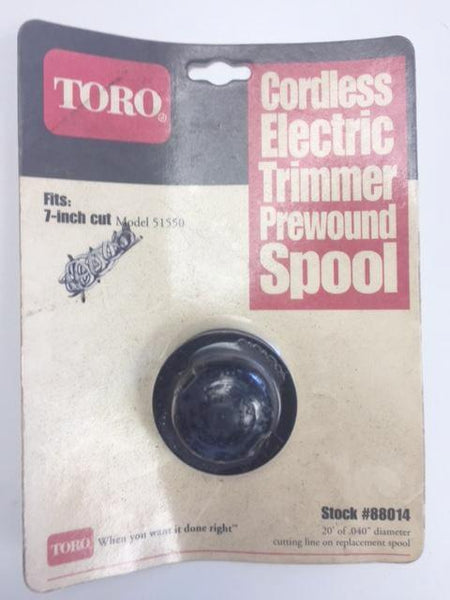 TORO®
Cordless
Electric
Trimmer
Prewound
Spool
Fits:
7-inch cut Model 51550
Stock #88014
20' of .040" diameter
cutting line on replacement spool
TORO. When you want it done right™